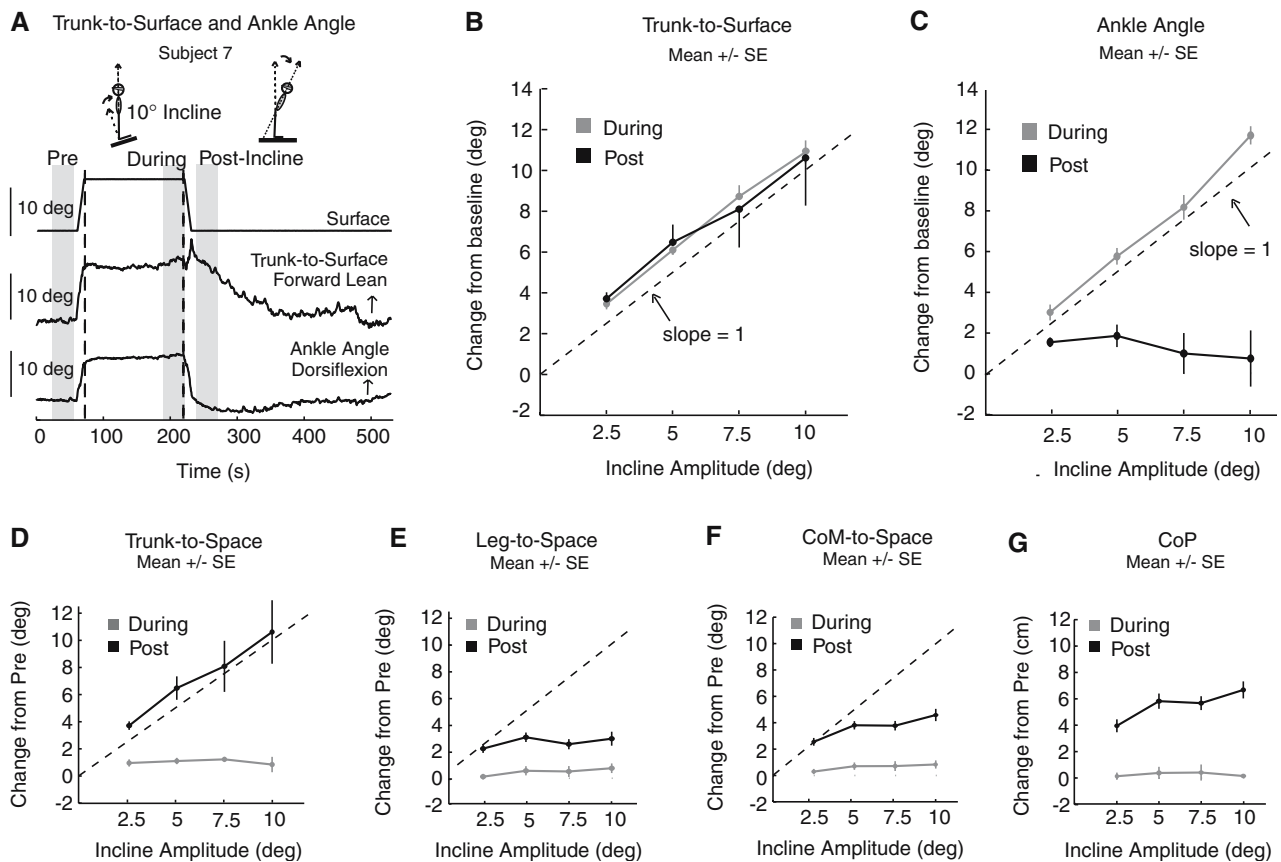 A Trunk-to-Surface and Ankle Angle
Subject 7
10° Incline
Pre During Post-Incline
10 deg
Surface
10 deg
Trunk-to-Surface
Forward Lean
10 deg
Ankle Angle
Dorsiflexion
0 100 200 300 400 500
Time (s)
B Trunk-to-Surface
Mean +/- SE
Change from baseline (deg)
14
12
10
8
6
4
2
0
-2
During
Post
slope = 1
2.5 5 7.5 10
Incline Amplitude (deg)
C Ankle Angle
Mean +/- SE
Change from baseline (deg)
14
12
10
8
6
4
2
0
-2
During
Post
slope = 1
2.5 5 7.5 10
Incline Amplitude (deg)
D Trunk-to-Space
Mean +/- SE
Change from Pre (deg)
12
10
8
6
4
2
0
-2
During
Post
2.5 5 7.5 10
Incline Amplitude (deg)
E Leg-to-Space
Mean +/- SE
Change from Pre (deg)
12
10
8
6
4
2
0
-2
During
Post
2.5 5 7.5 10
Incline Amplitude (deg)
F CoM-to-Space
Mean +/- SE
Change from Pre (deg)
12
10
8
6
4
2
0
-2
During
Post
2.5 5 7.5 10
Incline Amplitude (deg)
G CoP
Mean +/- SE
Change from Pre (cm)
12
10
8
6
4
2
0
-2
During
Post
2.5 5 7.5 10
Incline Amplitude (deg)